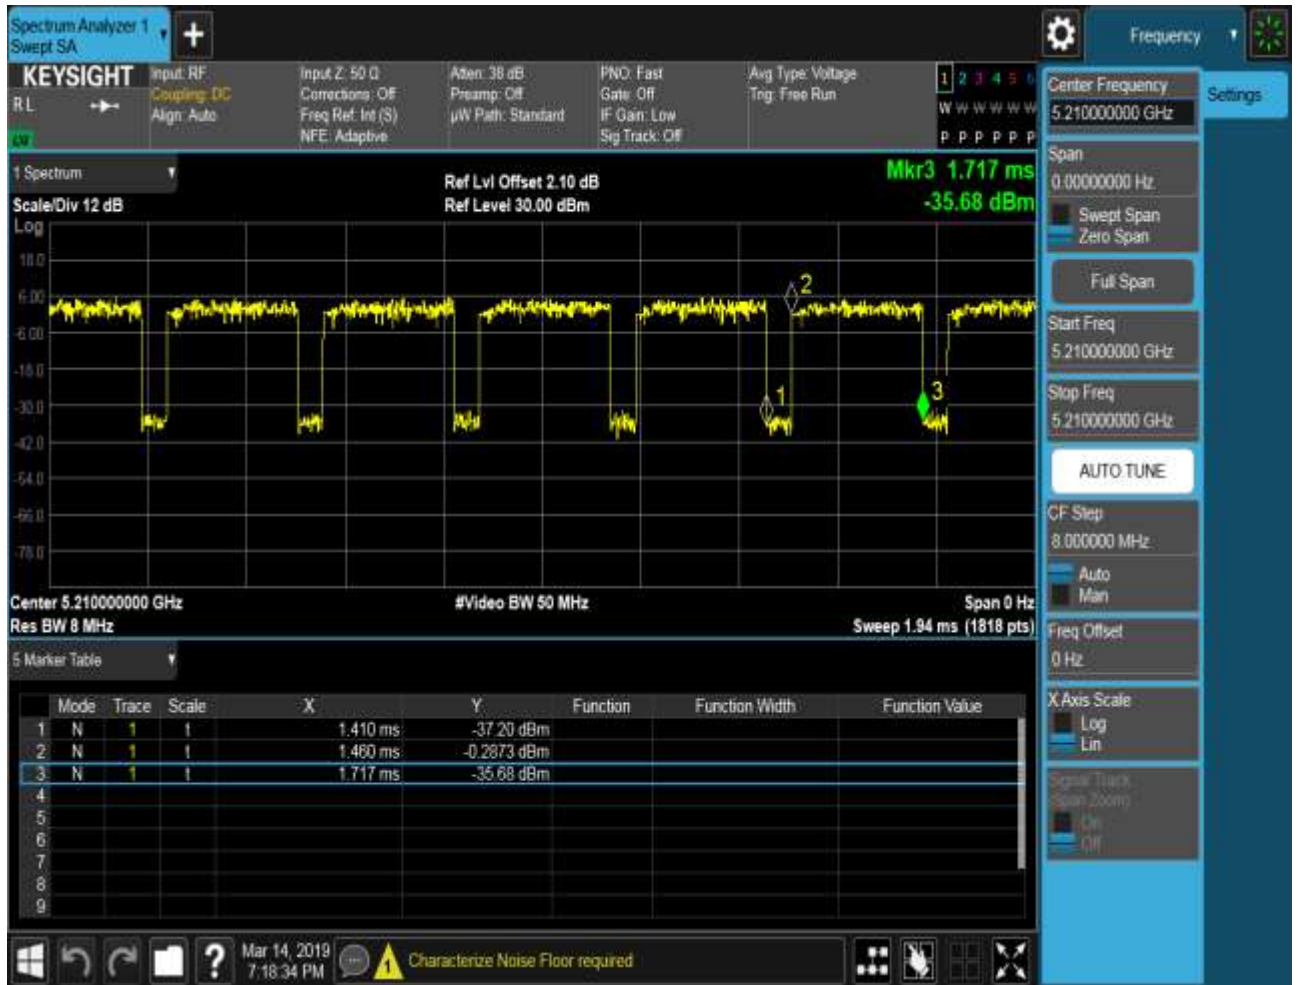 Spectrum Analyzer 1
Swept SA
+
Frequency
KEYSIGHT
RL
Input: RF
Coupling: DC
Align: Auto
Input Z: 50 Ω
Corrections: Off
Freq Ref: Int (S)
NFE: Adaptive
Atten: 38 dB
Preamp: Off
µW Path: Standard
PNO: Fast
Gate: Off
IF Gain: Low
Sig Track: Off
Avg Type: Voltage
Trig: Free Run
1 2 3 4 5 6
W W W W W W
P P P P P P
1 Spectrum
Scale/Div 12 dB
Log
Ref Lvl Offset 2.10 dB
Ref Level 30.00 dBm
Mkr3 1.717 ms
-35.68 dBm
18.0
6.00
-6.00
-18.0
-30.0
-42.0
-54.0
-66.0
-78.0
2
1
3
Center 5.210000000 GHz
#Video BW 50 MHz
Span 0 Hz
Res BW 8 MHz
Sweep 1.94 ms (1818 pts)
5 Marker Table
Mode Trace Scale X Y Function Function Width Function Value
1 N 1 t 1.410 ms -37.20 dBm
2 N 1 t 1.460 ms -0.2873 dBm
3 N 1 t 1.717 ms -35.68 dBm
4
5
6
7
8
9
?
Mar 14, 2019
7:18:34 PM
1
Characterize Noise Floor required
Center Frequency
5.210000000 GHz
Settings
Span
0.00000000 Hz
Swept Span
Zero Span
Full Span
Start Freq
5.210000000 GHz
Stop Freq
5.210000000 GHz
AUTO TUNE
CF Step
8.000000 MHz
Auto
Man
Freq Offset
0 Hz
X Axis Scale
Log
Lin
Signal Track
(Span Zoom)
On
Off